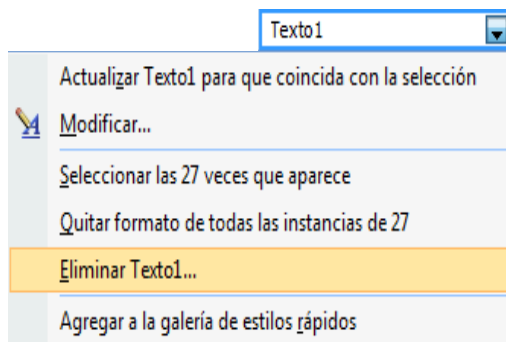 Texto1
Actualizar Texto1 para que coincida con la selección
Modificar...
Seleccionar las 27 veces que aparece
Quitar formato de todas las instancias de 27
Eliminar Texto1...
Agregar a la galería de estilos rápidos